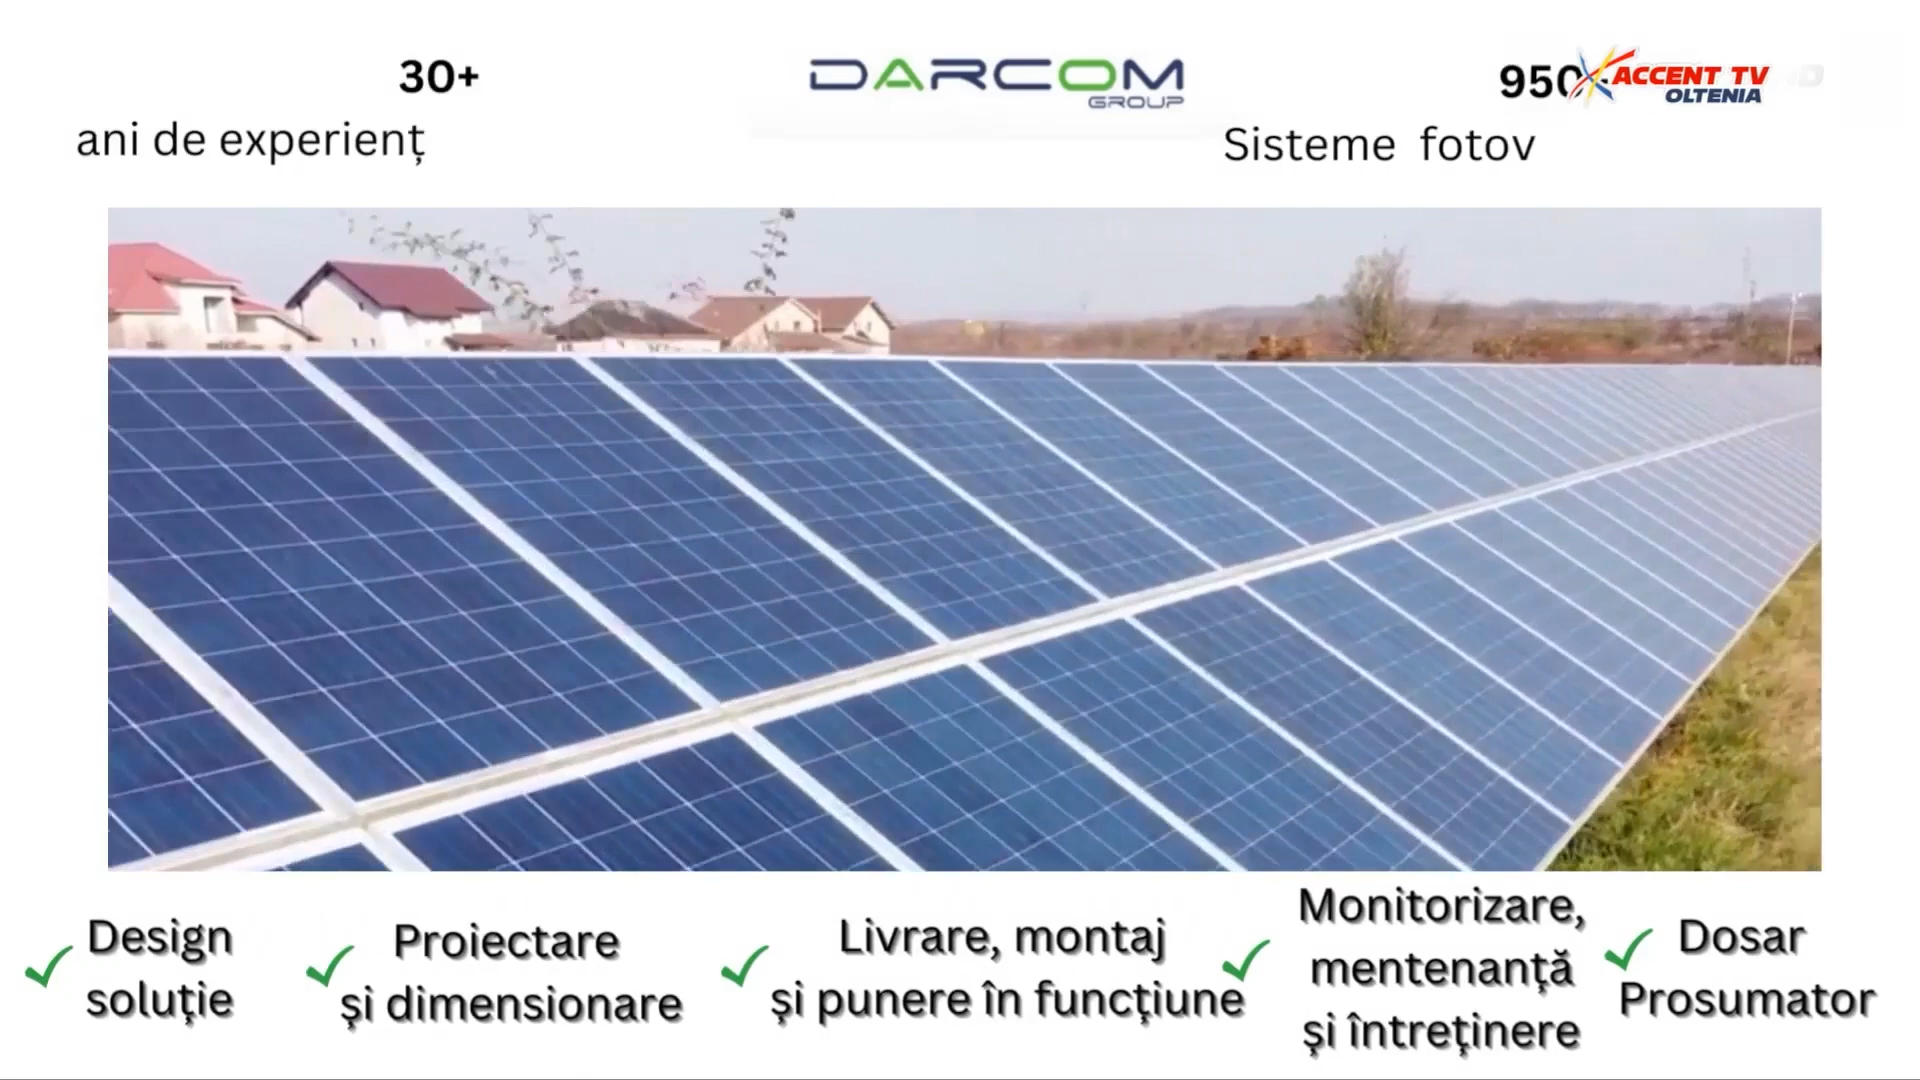 30+
ani de experienț
DARCOM
GROUP
950
Sisteme fotov
ACCENT TV
OLTENIA
Design
soluție
Proiectare
și dimensionare
Livrare, montaj
și punere în funcțiune
Monitorizare,
mentenanță
și întreținere
Dosar
Prosumator